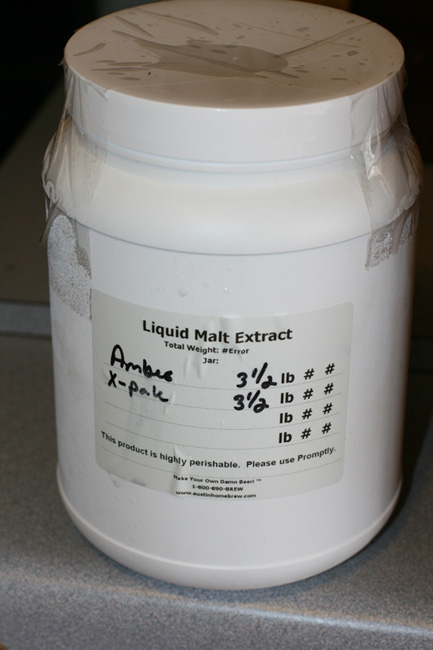 Liquid Malt Extract
Total Weight: #Error
Jar:
Amber 3 1/2 lb # #
X-pale 3 1/2 lb # #
lb # #
lb # #
This product is highly perishable. Please use Promptly.
Make Your Own Damn Beer! ™
1-800-890-BREW
www.austinhomebrew.com